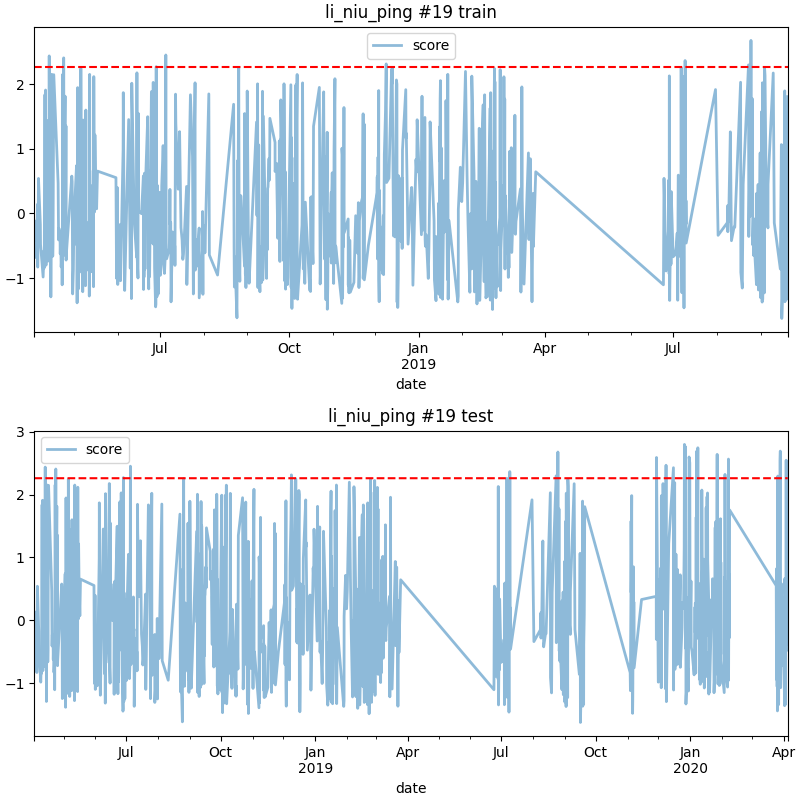 li_niu_ping #19 train
score
2
1
0
−1
Jul
Oct
Jan
2019
Apr
Jul
date
li_niu_ping #19 test
score
3
2
1
0
−1
Jul
Oct
Jan
2019
Apr
Jul
Oct
Jan
2020
Apr
date